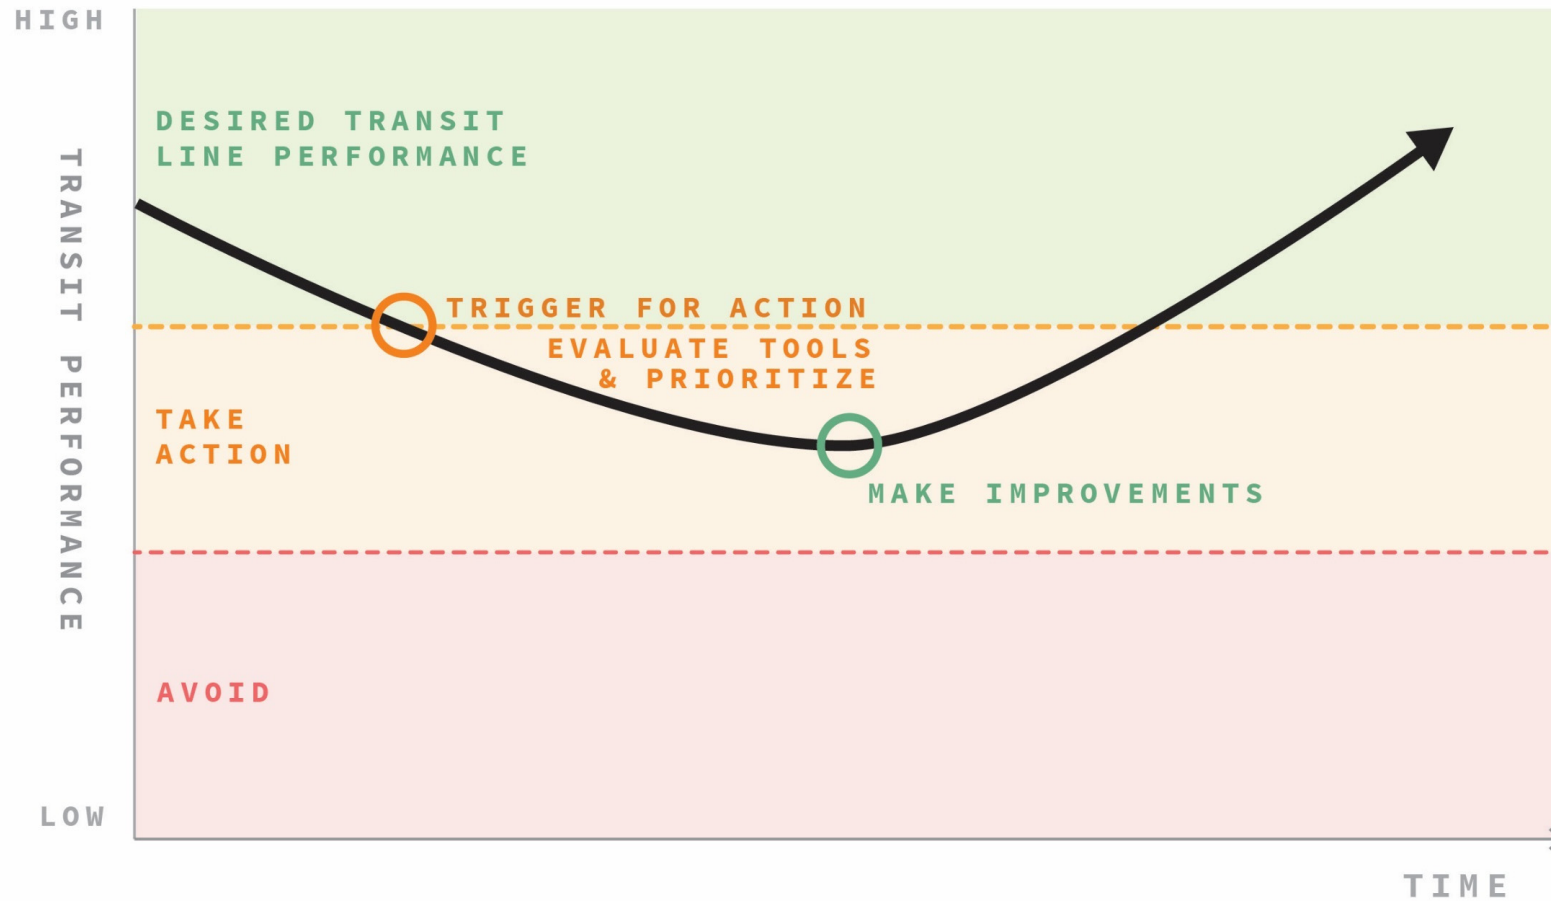 HIGH
DESIRED TRANSIT
LINE PERFORMANCE
TRANSIT PERFORMANCE
TRIGGER FOR ACTION
EVALUATE TOOLS
& PRIORITIZE
TAKE
ACTION
MAKE IMPROVEMENTS
AVOID
LOW
TIME